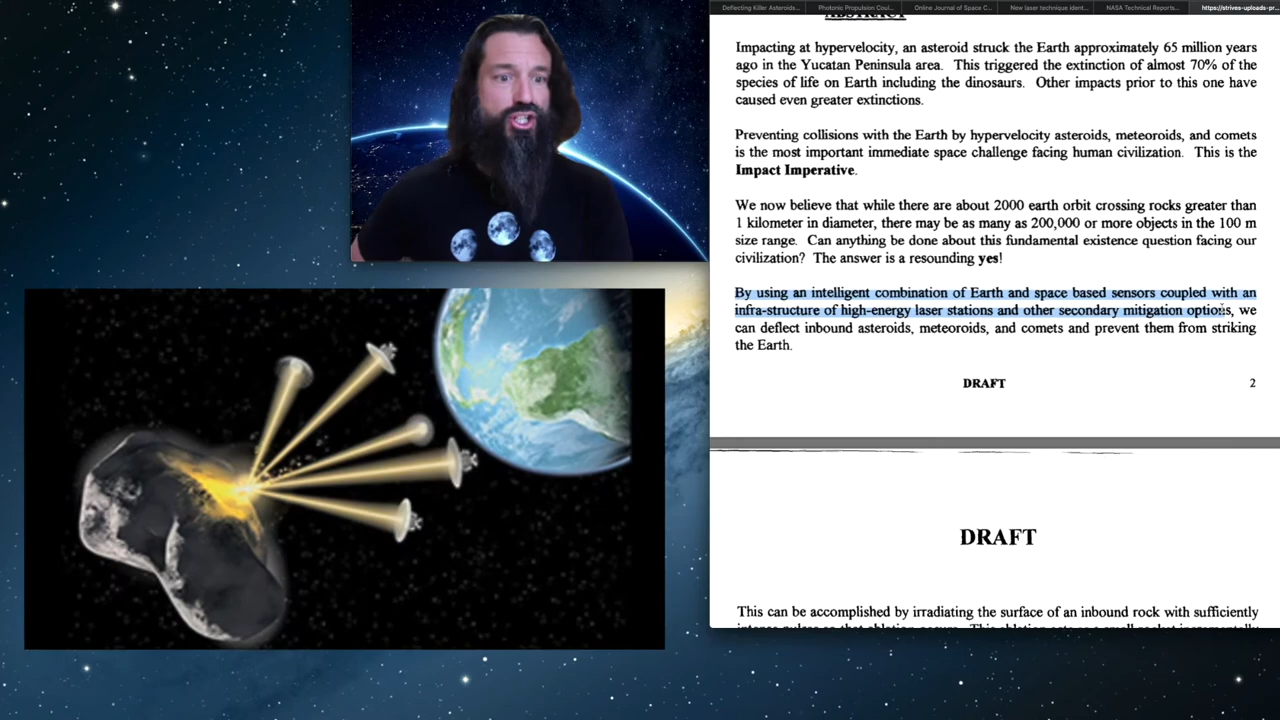 Deflecting Killer Asteroids...
Photonic Propulsion Coul...
Online Journal of Space C...
New laser technique ident...
NASA Technical Reports...
https://strives-uploads-pr...
ABSTRACT
Impacting at hypervelocity, an asteroid struck the Earth approximately 65 million years
ago in the Yucatan Peninsula area. This triggered the extinction of almost 70% of the
species of life on Earth including the dinosaurs. Other impacts prior to this one have
caused even greater extinctions.
Preventing collisions with the Earth by hypervelocity asteroids, meteoroids, and comets
is the most important immediate space challenge facing human civilization. This is the
Impact Imperative.
We now believe that while there are about 2000 earth orbit crossing rocks greater than
1 kilometer in diameter, there may be as many as 200,000 or more objects in the 100 m
size range. Can anything be done about this fundamental existence question facing our
civilization? The answer is a resounding yes!
By using an intelligent combination of Earth and space based sensors coupled with an
infra-structure of high-energy laser stations and other secondary mitigation options, we
can deflect inbound asteroids, meteoroids, and comets and prevent them from striking
the Earth.
DRAFT 2
DRAFT
This can be accomplished by irradiating the surface of an inbound rock with sufficiently